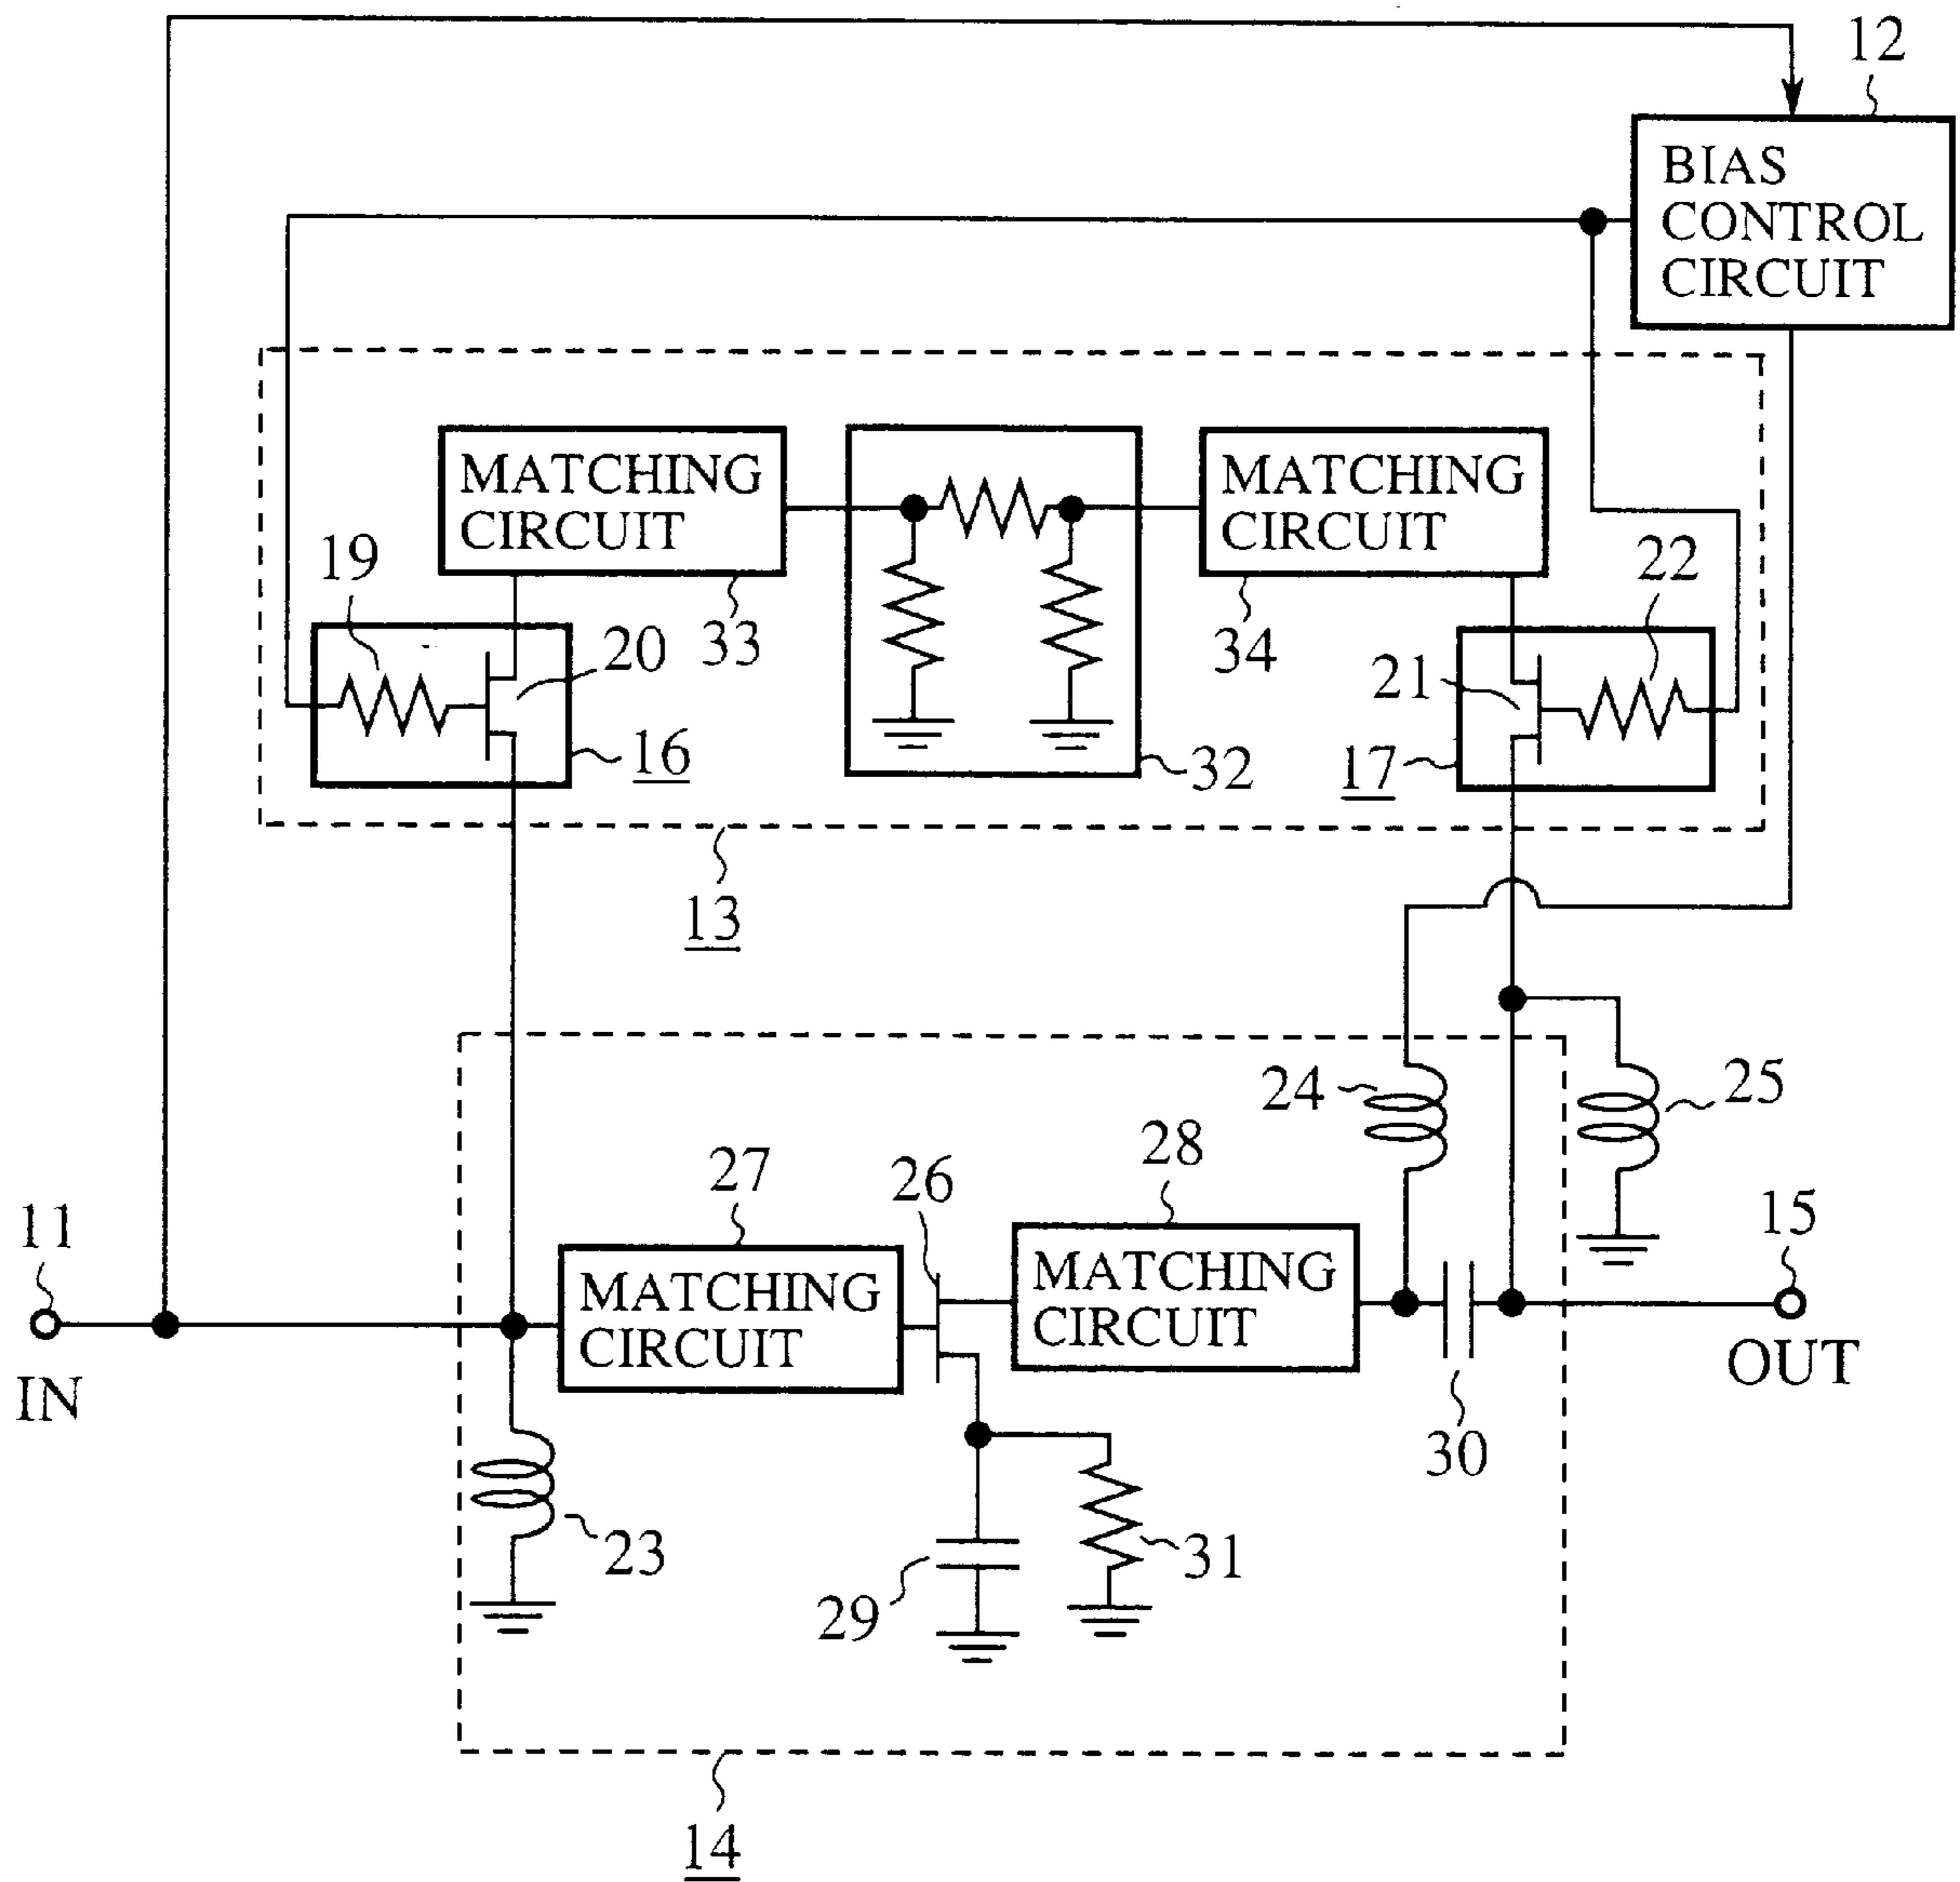 12
BIAS
CONTROL
CIRCUIT
MATCHING
CIRCUIT
MATCHING
CIRCUIT
19
22
33
34
20
21
16
32
17
13
24
25
28
27
26
15
11
MATCHING
CIRCUIT
MATCHING
CIRCUIT
OUT
IN
30
23
31
29
14